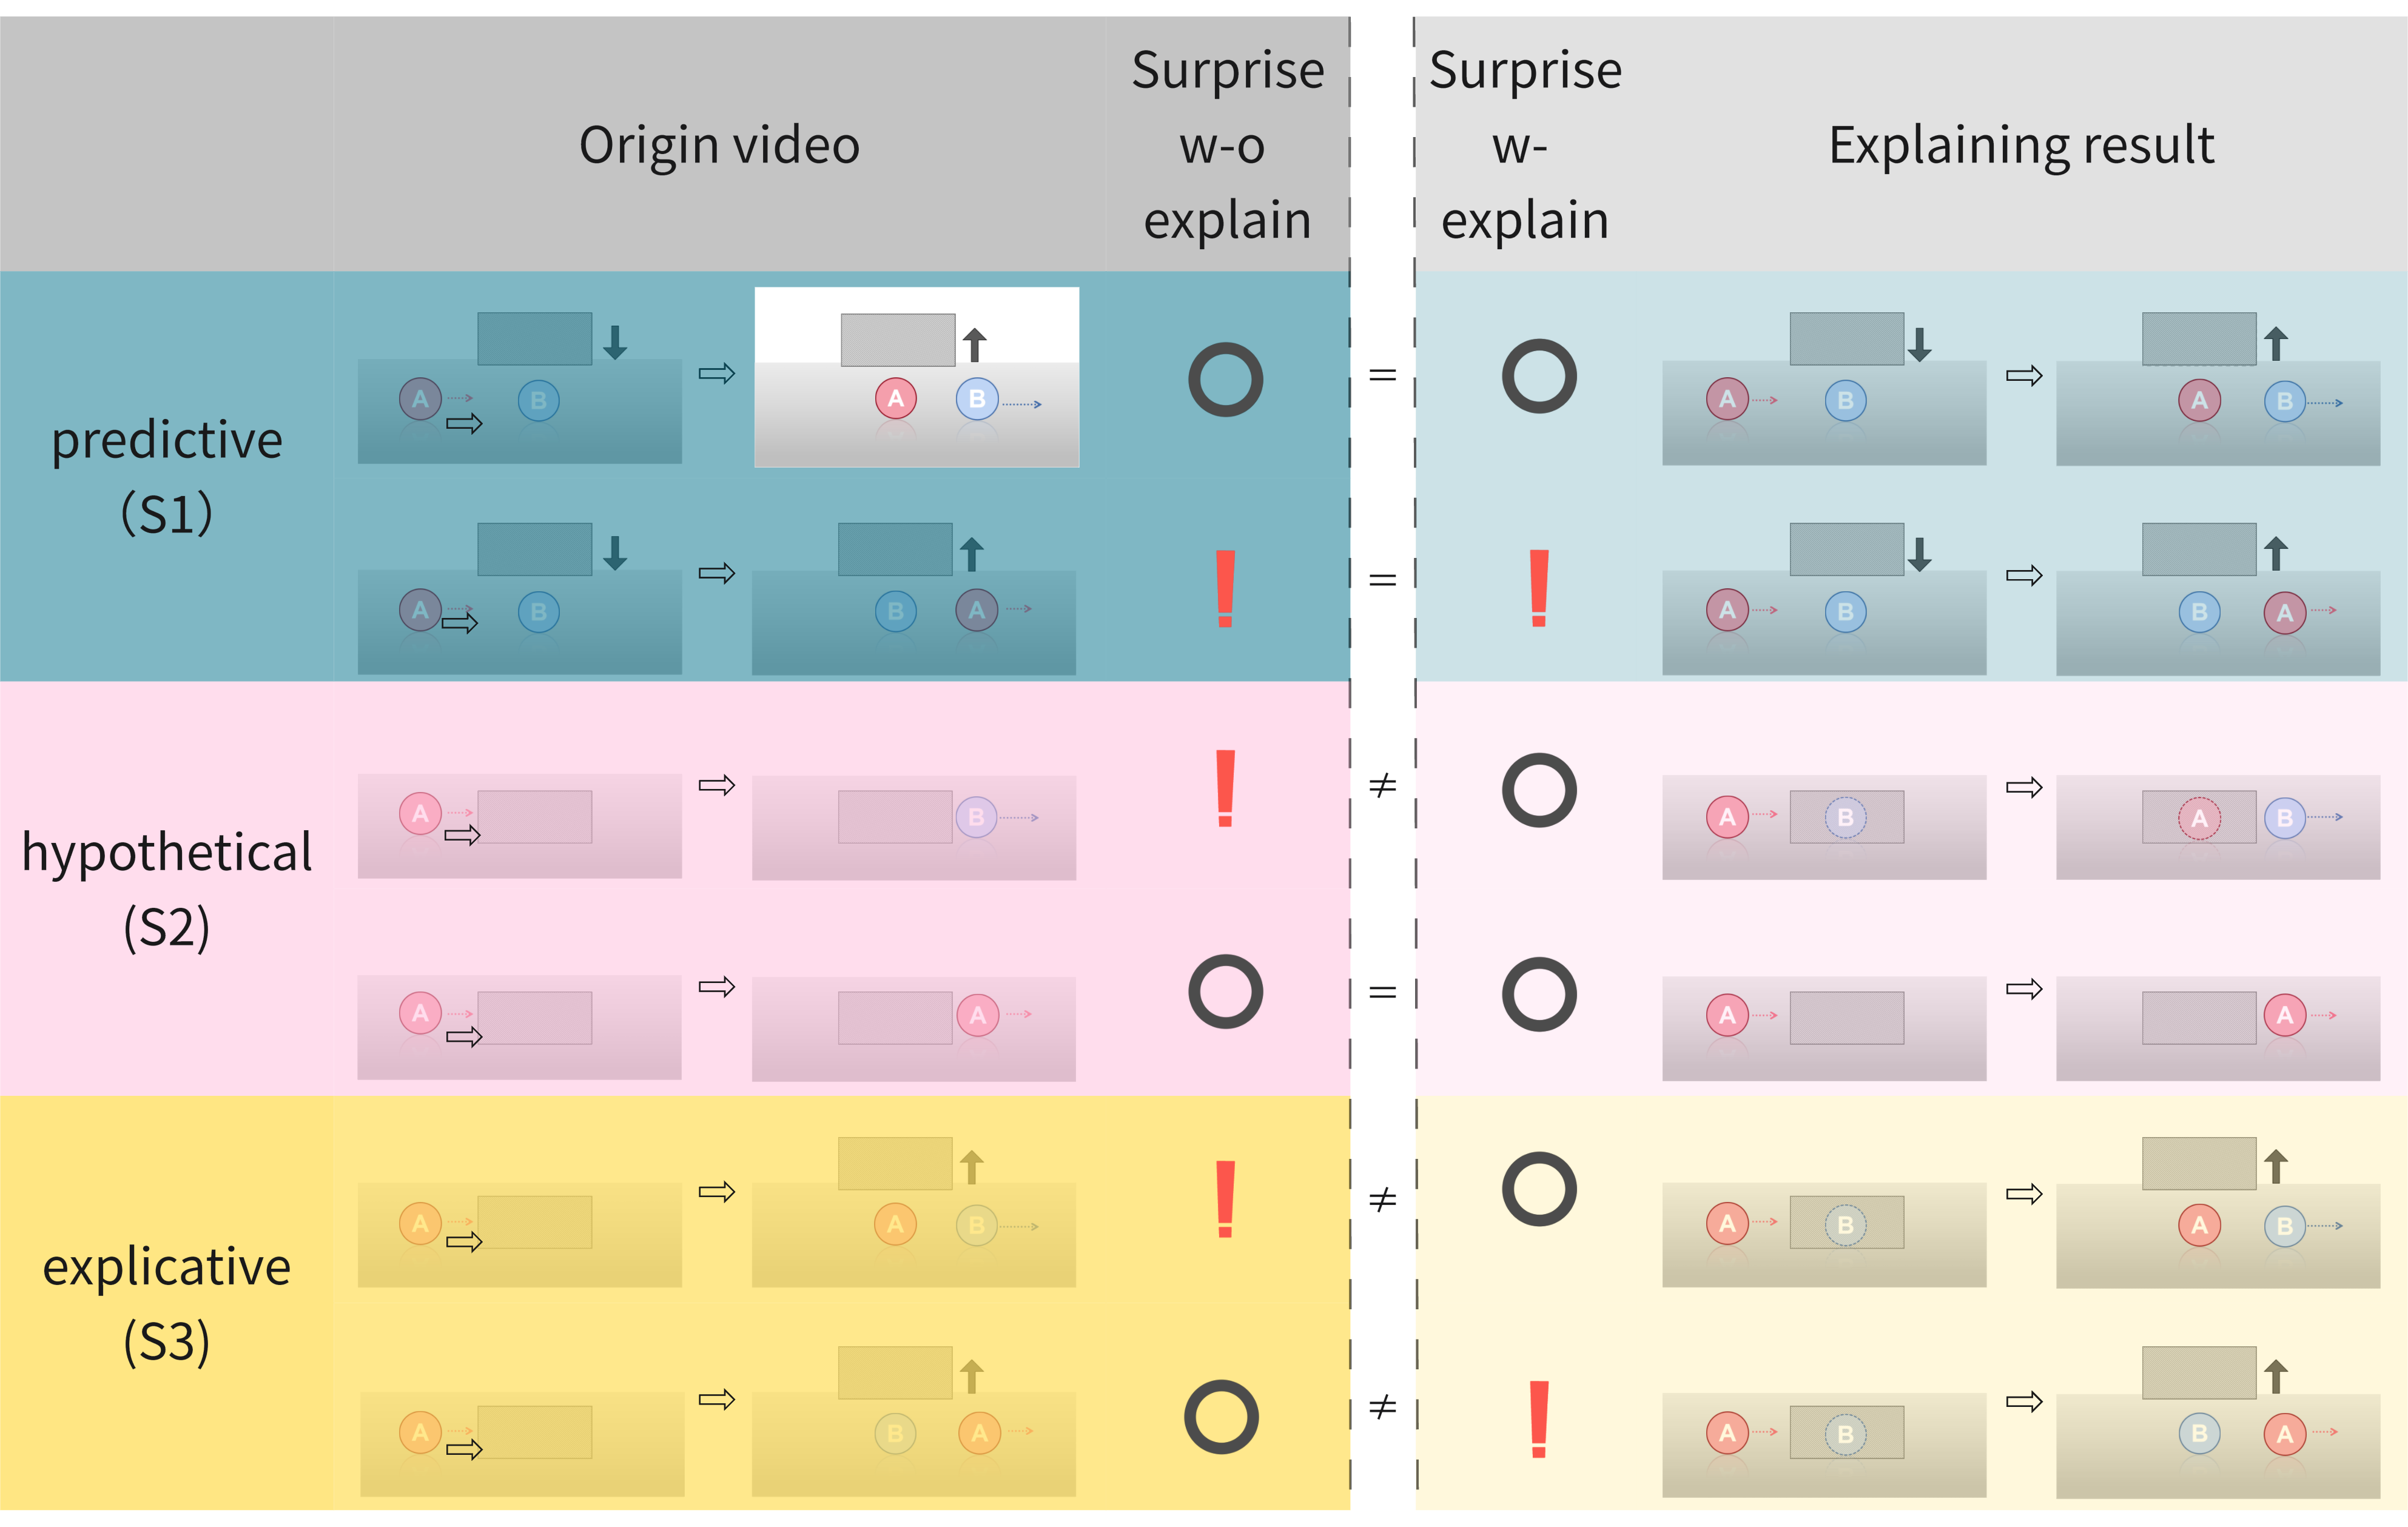 Origin video
Surprise
w-o
explain
Surprise
w-
explain
Explaining result
predictive
(S1)
A B A B = A B A B
A B B A = A B B A
hypothetical
(S2)
A B ≠ A B A B
A A = A A
explicative
(S3)
A A B ≠ A B A B
A B A ≠ A B B A